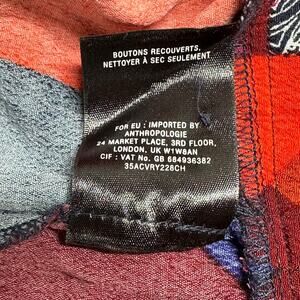 BOUTONS RECOUVERTS.
NETTOYER À SEC SEULEMENT.
FOR EU : IMPORTED BY
ANTHROPOLOGIE
24 MARKET PLACE, 3RD FLOOR,
LONDON, UK W1W8AN
CIF : VAT No. GB 684936382
35ACVRY228CH